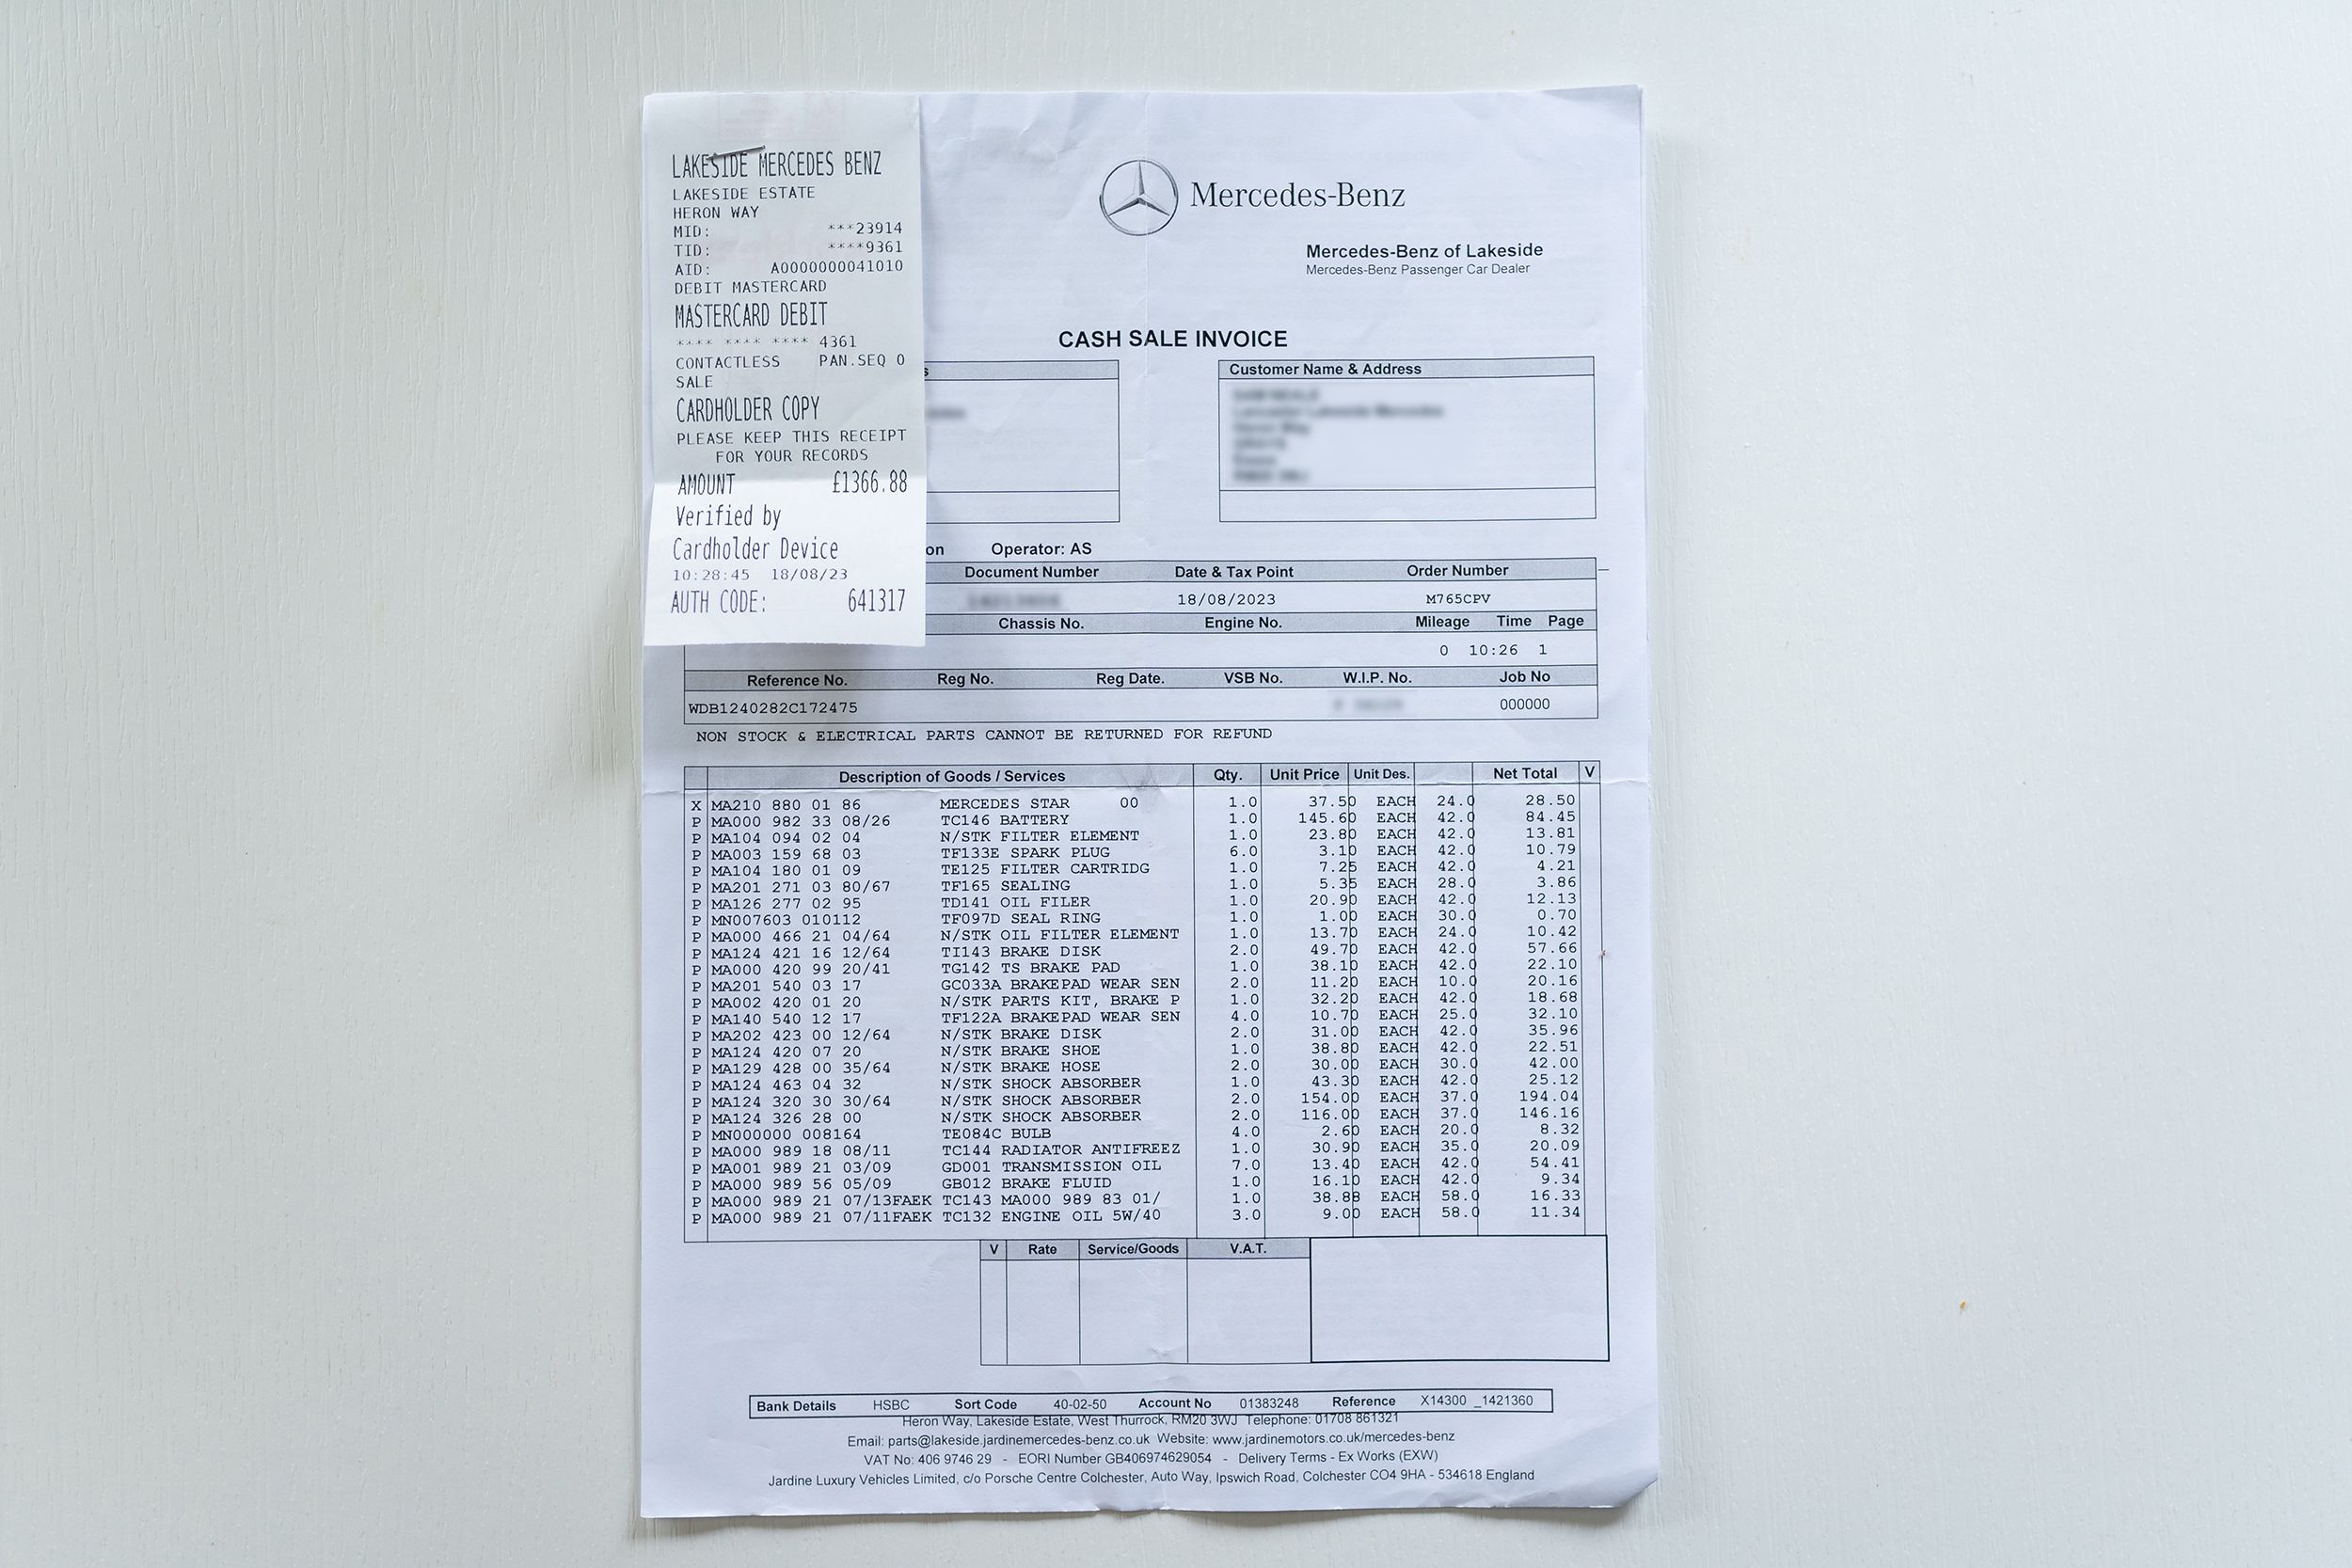 LAKESIDE MERCEDES BENZ
LAKESIDE ESTATE
HERON WAY
MID: ***23914
TID: ****9361
AID: A0000000041010
DEBIT MASTERCARD
MASTERCARD DEBIT
**** **** **** 4361
CONTACTLESS PAN.SEQ 0
SALE
CARDHOLDER COPY
PLEASE KEEP THIS RECEIPT
FOR YOUR RECORDS
AMOUNT £1366.88
Verified by
Cardholder Device
10:28:45 18/08/23
AUTH CODE: 641317
Mercedes-Benz
Mercedes-Benz of Lakeside
Mercedes-Benz Passenger Car Dealer
CASH SALE INVOICE
s Customer Name & Address
on Operator: AS
Document Number Date & Tax Point Order Number
18/08/2023 M765CPV
Chassis No. Engine No. Mileage Time Page
0 10:26 1
Reference No. Reg No. Reg Date. VSB No. W.I.P. No. Job No
WDB1240282C172475 000000
NON STOCK & ELECTRICAL PARTS CANNOT BE RETURNED FOR REFUND
Description of Goods / Services Qty. Unit Price Unit Des. Net Total V
X MA210 880 01 86 MERCEDES STAR 00 1.0 37.50 EACH 24.0 28.50
P MA000 982 33 08/26 TC146 BATTERY 1.0 145.60 EACH 42.0 84.45
P MA104 094 02 04 N/STK FILTER ELEMENT 1.0 23.80 EACH 42.0 13.81
P MA003 159 68 03 TF133E SPARK PLUG 6.0 3.10 EACH 42.0 10.79
P MA104 180 01 09 TE125 FILTER CARTRIDG 1.0 7.25 EACH 42.0 4.21
P MA201 271 03 80/67 TF165 SEALING 1.0 5.35 EACH 28.0 3.86
P MA126 277 02 95 TD141 OIL FILER 1.0 20.90 EACH 42.0 12.13
P MN007603 010112 TF097D SEAL RING 1.0 1.00 EACH 30.0 0.70
P MA000 466 21 04/64 N/STK OIL FILTER ELEMENT 1.0 13.70 EACH 24.0 10.42
P MA124 421 16 12/64 TI143 BRAKE DISK 2.0 49.70 EACH 42.0 57.66
P MA000 420 99 20/41 TG142 TS BRAKE PAD 1.0 38.10 EACH 42.0 22.10
P MA201 540 03 17 GC033A BRAKEPAD WEAR SEN 2.0 11.20 EACH 10.0 20.16
P MA002 420 01 20 N/STK PARTS KIT, BRAKE P 1.0 32.20 EACH 42.0 18.68
P MA140 540 12 17 TF122A BRAKEPAD WEAR SEN 4.0 10.70 EACH 25.0 32.10
P MA202 423 00 12/64 N/STK BRAKE DISK 2.0 31.00 EACH 42.0 35.96
P MA124 420 07 20 N/STK BRAKE SHOE 1.0 38.80 EACH 42.0 22.51
P MA129 428 00 35/64 N/STK BRAKE HOSE 2.0 30.00 EACH 30.0 42.00
P MA124 463 04 32 N/STK SHOCK ABSORBER 1.0 43.30 EACH 42.0 25.12
P MA124 320 30 30/64 N/STK SHOCK ABSORBER 2.0 154.00 EACH 37.0 194.04
P MA124 326 28 00 N/STK SHOCK ABSORBER 2.0 116.00 EACH 37.0 146.16
P MN000000 008164 TE084C BULB 4.0 2.60 EACH 20.0 8.32
P MA000 989 18 08/11 TC144 RADIATOR ANTIFREEZ 1.0 30.90 EACH 35.0 20.09
P MA001 989 21 03/09 GD001 TRANSMISSION OIL 7.0 13.40 EACH 42.0 54.41
P MA000 989 56 05/09 GB012 BRAKE FLUID 1.0 16.10 EACH 42.0 9.34
P MA000 989 21 07/13FAEK TC143 MA000 989 83 01/ 1.0 38.88 EACH 58.0 16.33
P MA000 989 21 07/11FAEK TC132 ENGINE OIL 5W/40 3.0 9.00 EACH 58.0 11.34
V Rate Service/Goods V.A.T.
Bank Details HSBC Sort Code 40-02-50 Account No 01383248 Reference X14300 _1421360
Heron Way, Lakeside Estate, West Thurrock, RM20 3WJ Telephone: 01708 861321
Email: parts@lakeside.jardinemercedes-benz.co.uk Website: www.jardinemotors.co.uk/mercedes-benz
VAT No: 406 9746 29 - EORI Number GB406974629054 - Delivery Terms - Ex Works (EXW)
Jardine Luxury Vehicles Limited, c/o Porsche Centre Colchester, Auto Way, Ipswich Road, Colchester CO4 9HA - 534618 England